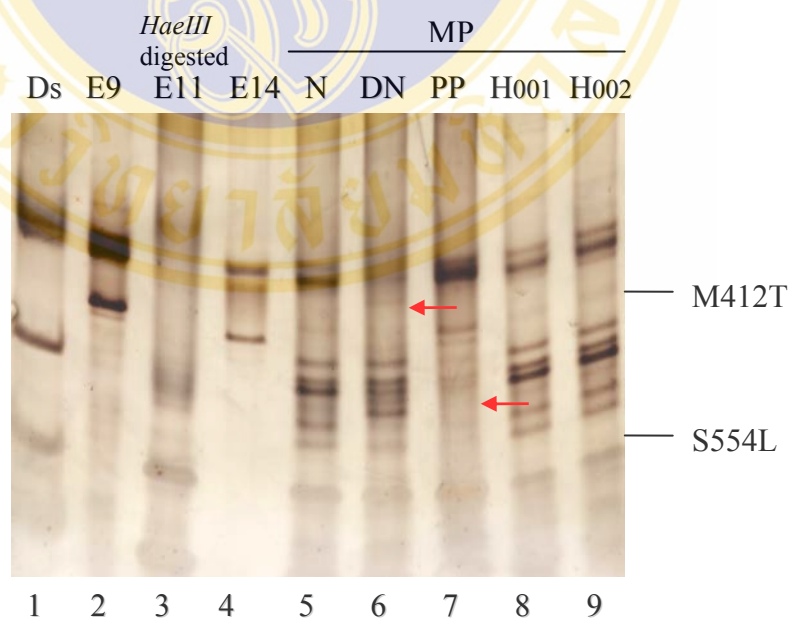 HaeIII
digested
MP
Ds E9 E11 E14 N DN PP H001 H002
M412T
S554L
1 2 3 4 5 6 7 8 9